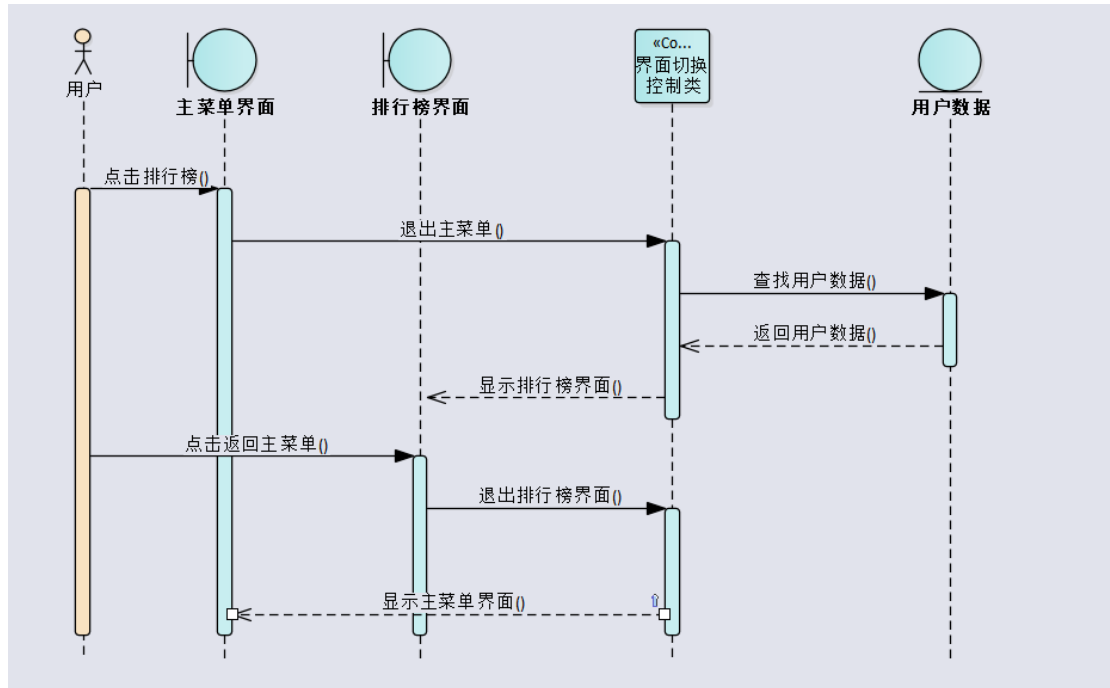 用户
主菜单界面
排行榜界面
«Co...
界面切换
控制类
用户数据
点击排行榜()
退出主菜单()
查找用户数据()
返回用户数据()
显示排行榜界面()
点击返回主菜单()
退出排行榜界面()
显示主菜单界面()